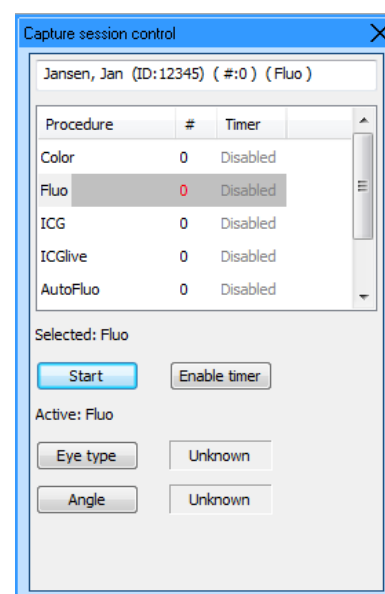 Capture session control
Jansen, Jan (ID:12345) ( #:0 ) ( Fluo )
Procedure # Timer
Color 0 Disabled
Fluo 0 Disabled
ICG 0 Disabled
ICGlive 0 Disabled
AutoFluo 0 Disabled
Selected: Fluo
Start Enable timer
Active: Fluo
Eye type Unknown
Angle Unknown